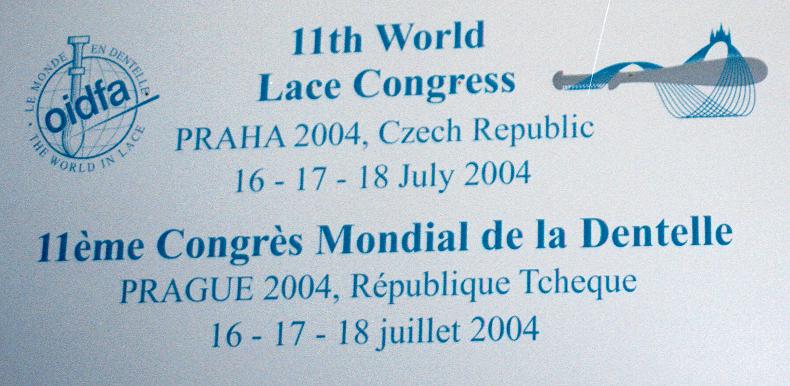 LE MONDE EN DENTELLE
oidfa
THE WORLD IN LACE
11th World
Lace Congress
PRAHA 2004, Czech Republic
16 - 17 - 18 July 2004
11ème Congrès Mondial de la Dentelle
PRAGUE 2004, République Tcheque
16 - 17 - 18 juillet 2004